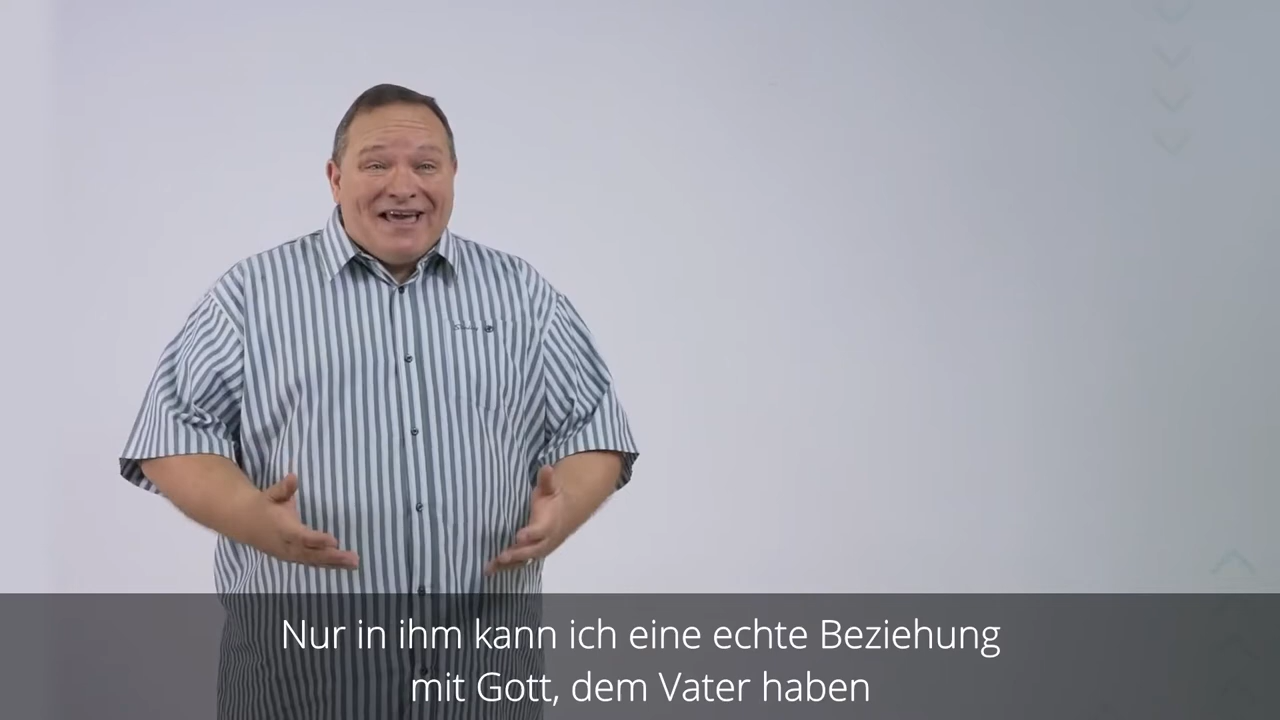 Nur in ihm kann ich eine echte Beziehung
mit Gott, dem Vater haben